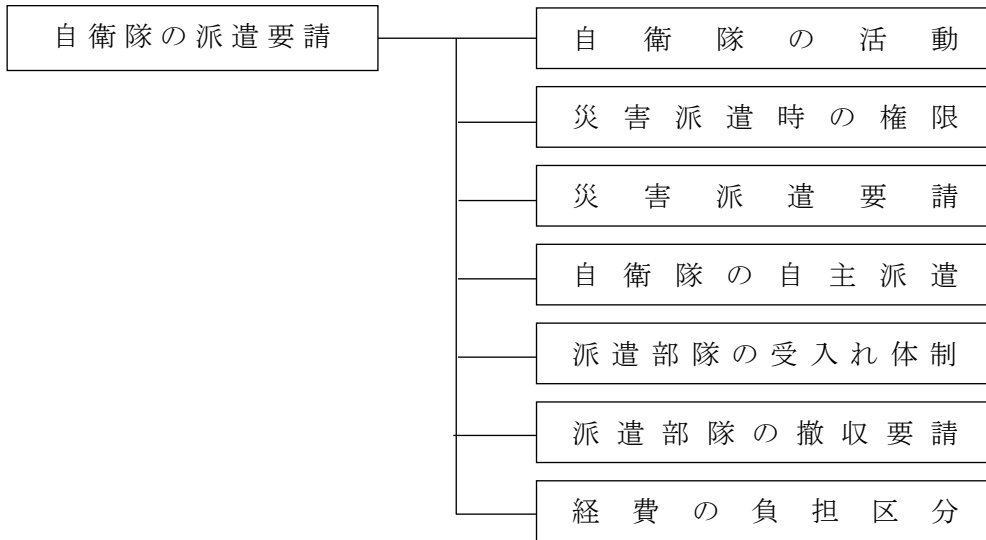 自衛隊の派遣要請
自衛隊の活動
災害派遣時の権限
災害派遣要請
自衛隊の自主派遣
派遣部隊の受入れ体制
派遣部隊の撤収要請
経費の負担区分